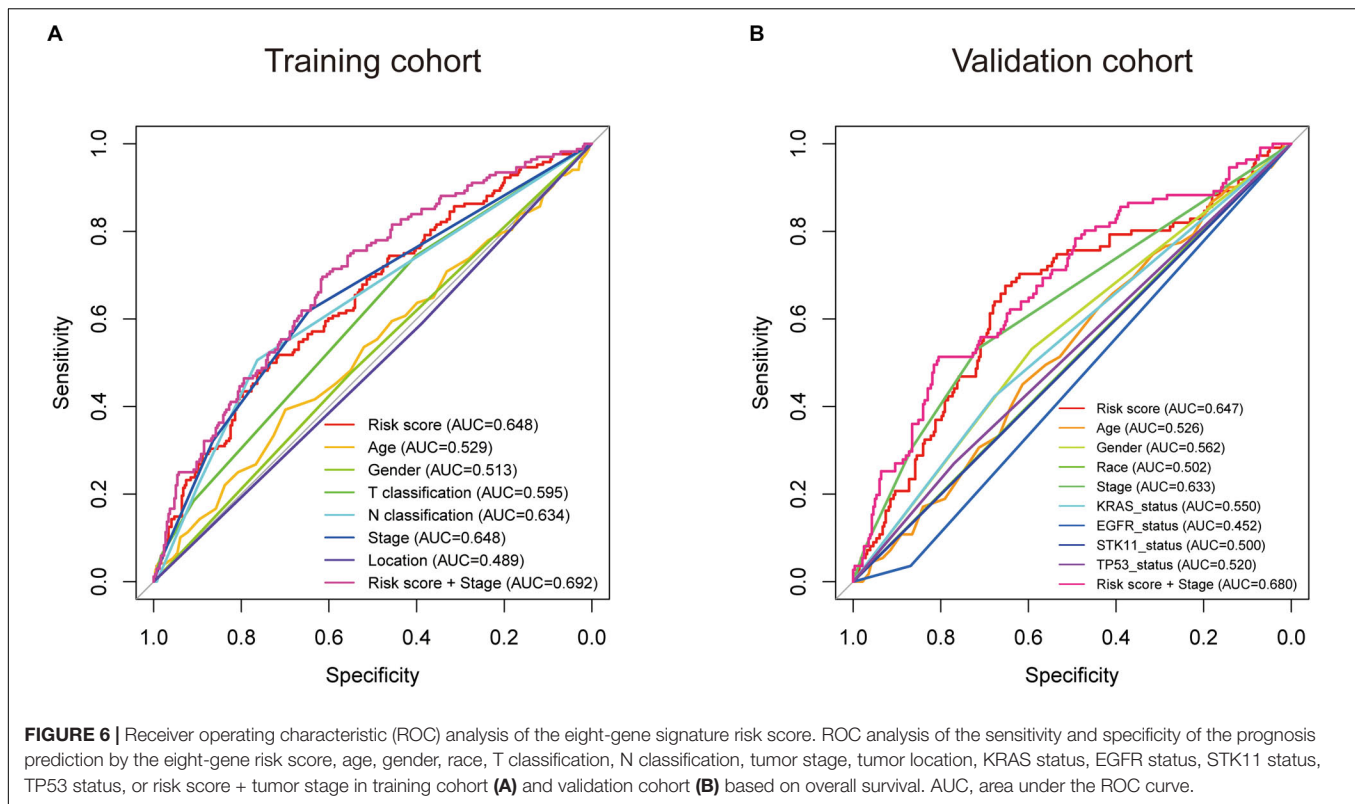 A
Training cohort
Sensitivity
1.0
0.8
0.6
0.4
0.2
0.0
Risk score (AUC=0.648)
Age (AUC=0.529)
Gender (AUC=0.513)
T classification (AUC=0.595)
N classification (AUC=0.634)
Stage (AUC=0.648)
Location (AUC=0.489)
Risk score + Stage (AUC=0.692)
1.0 0.8 0.6 0.4 0.2 0.0
Specificity
B
Validation cohort
Sensitivity
1.0
0.8
0.6
0.4
0.2
0.0
Risk score (AUC=0.647)
Age (AUC=0.526)
Gender (AUC=0.562)
Race (AUC=0.502)
Stage (AUC=0.633)
KRAS_status (AUC=0.550)
EGFR_status (AUC=0.452)
STK11_status (AUC=0.500)
TP53_status (AUC=0.520)
Risk score + Stage (AUC=0.680)
1.0 0.8 0.6 0.4 0.2 0.0
Specificity
FIGURE 6 | Receiver operating characteristic (ROC) analysis of the eight-gene signature risk score. ROC analysis of the sensitivity and specificity of the prognosis
prediction by the eight-gene risk score, age, gender, race, T classification, N classification, tumor stage, tumor location, KRAS status, EGFR status, STK11 status,
TP53 status, or risk score + tumor stage in training cohort (A) and validation cohort (B) based on overall survival. AUC, area under the ROC curve.